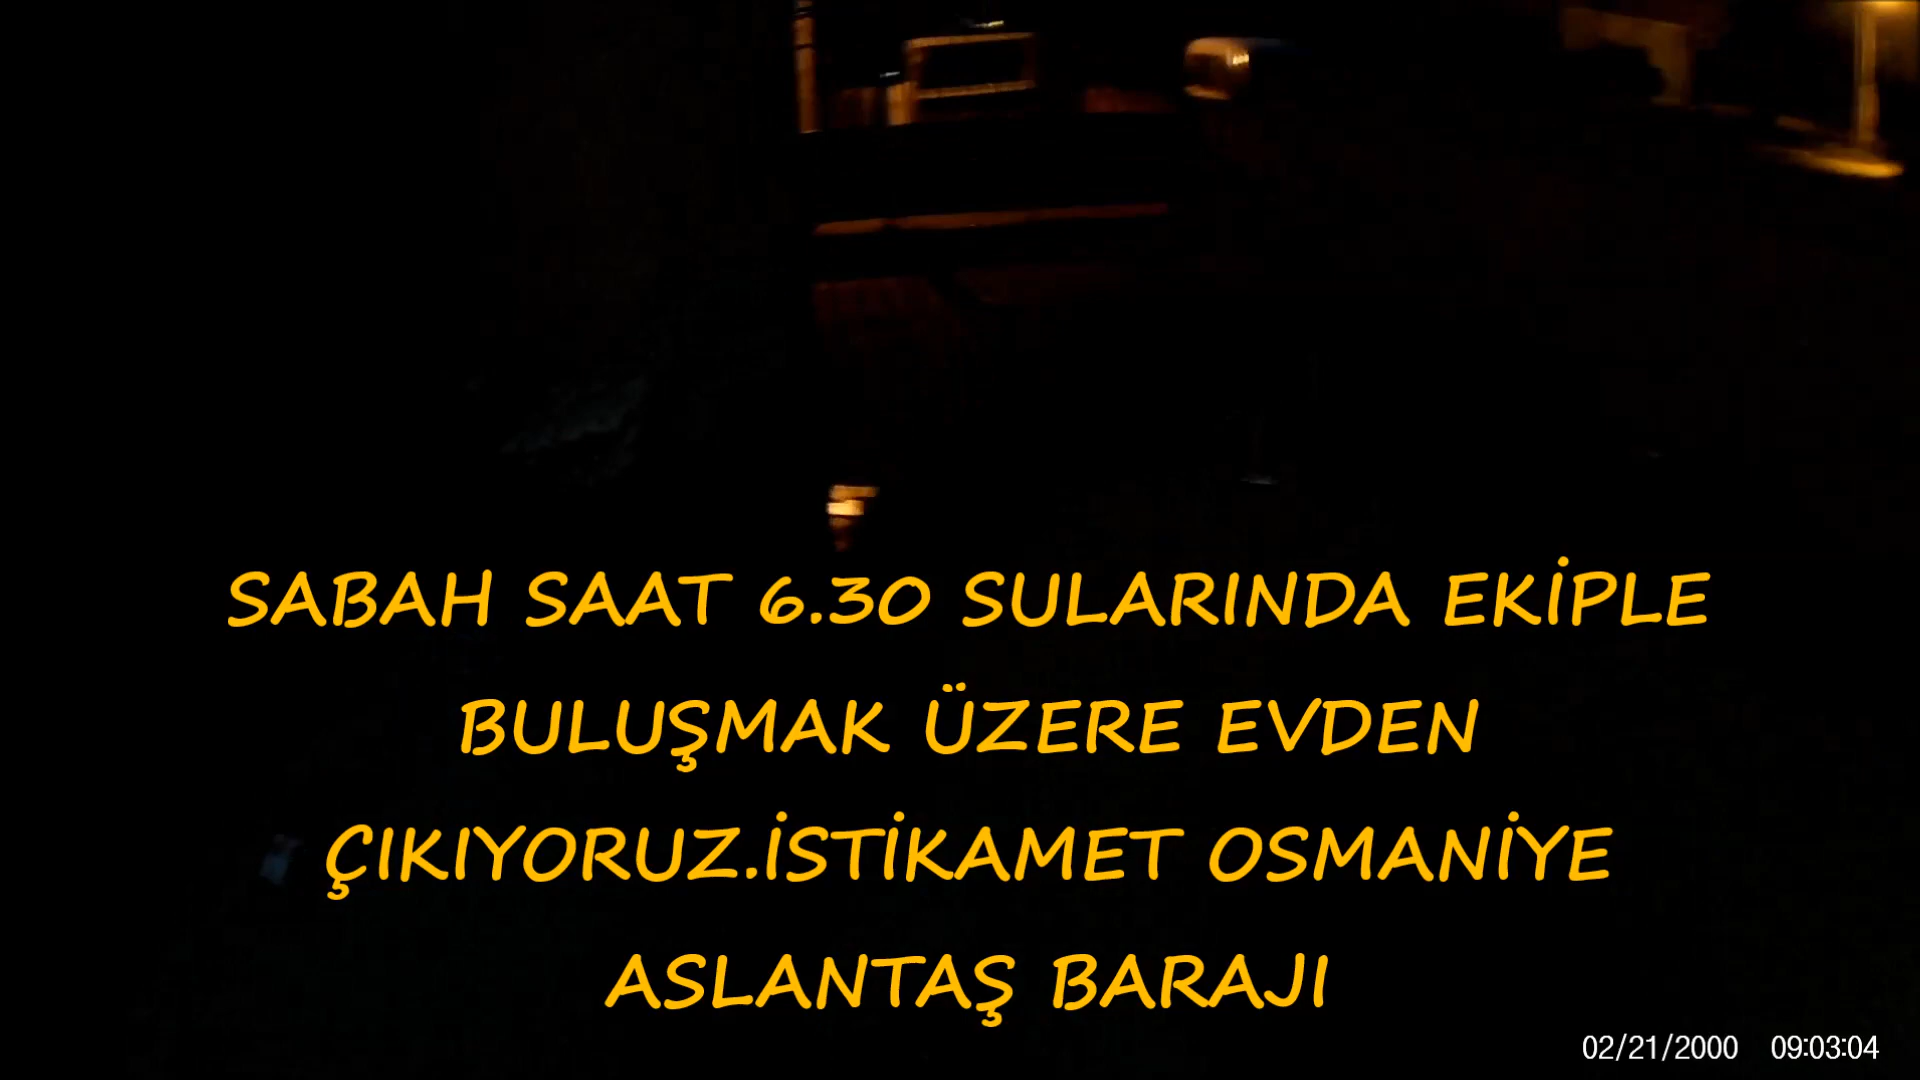 SABAH SAAT 6.30 SULARINDA EKİPLE
BULUŞMAK ÜZERE EVDEN
ÇIKIYORUZ.İSTİKAMET OSMANİYE
ASLANTAŞ BARAJI
02/21/2000 09:03:04